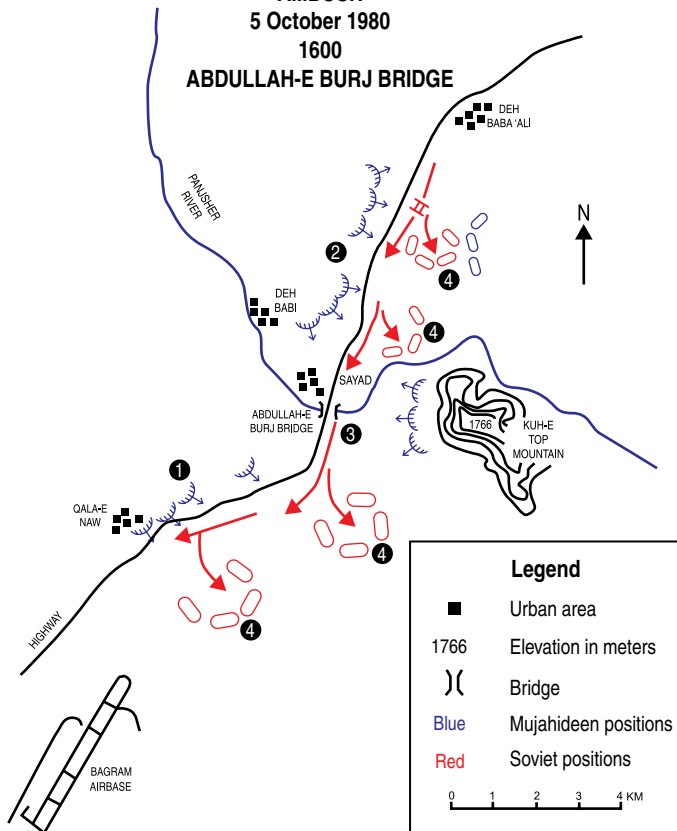 5 October 1980
1600
ABDULLAH-E BURJ BRIDGE
DEH
BABA 'ALI
PANJSHER
RIVER
N
2
4
DEH
BABI
4
SAYAD
ABDULLAH-E
BURJ BRIDGE
3
1766
KUH-E
TOP
MOUNTAIN
1
QALA-E
NAW
4
4
HIGHWAY
BAGRAM
AIRBASE
Legend
Urban area
1766 Elevation in meters
Bridge
Blue Mujahideen positions
Red Soviet positions
0 1 2 3 4 KM